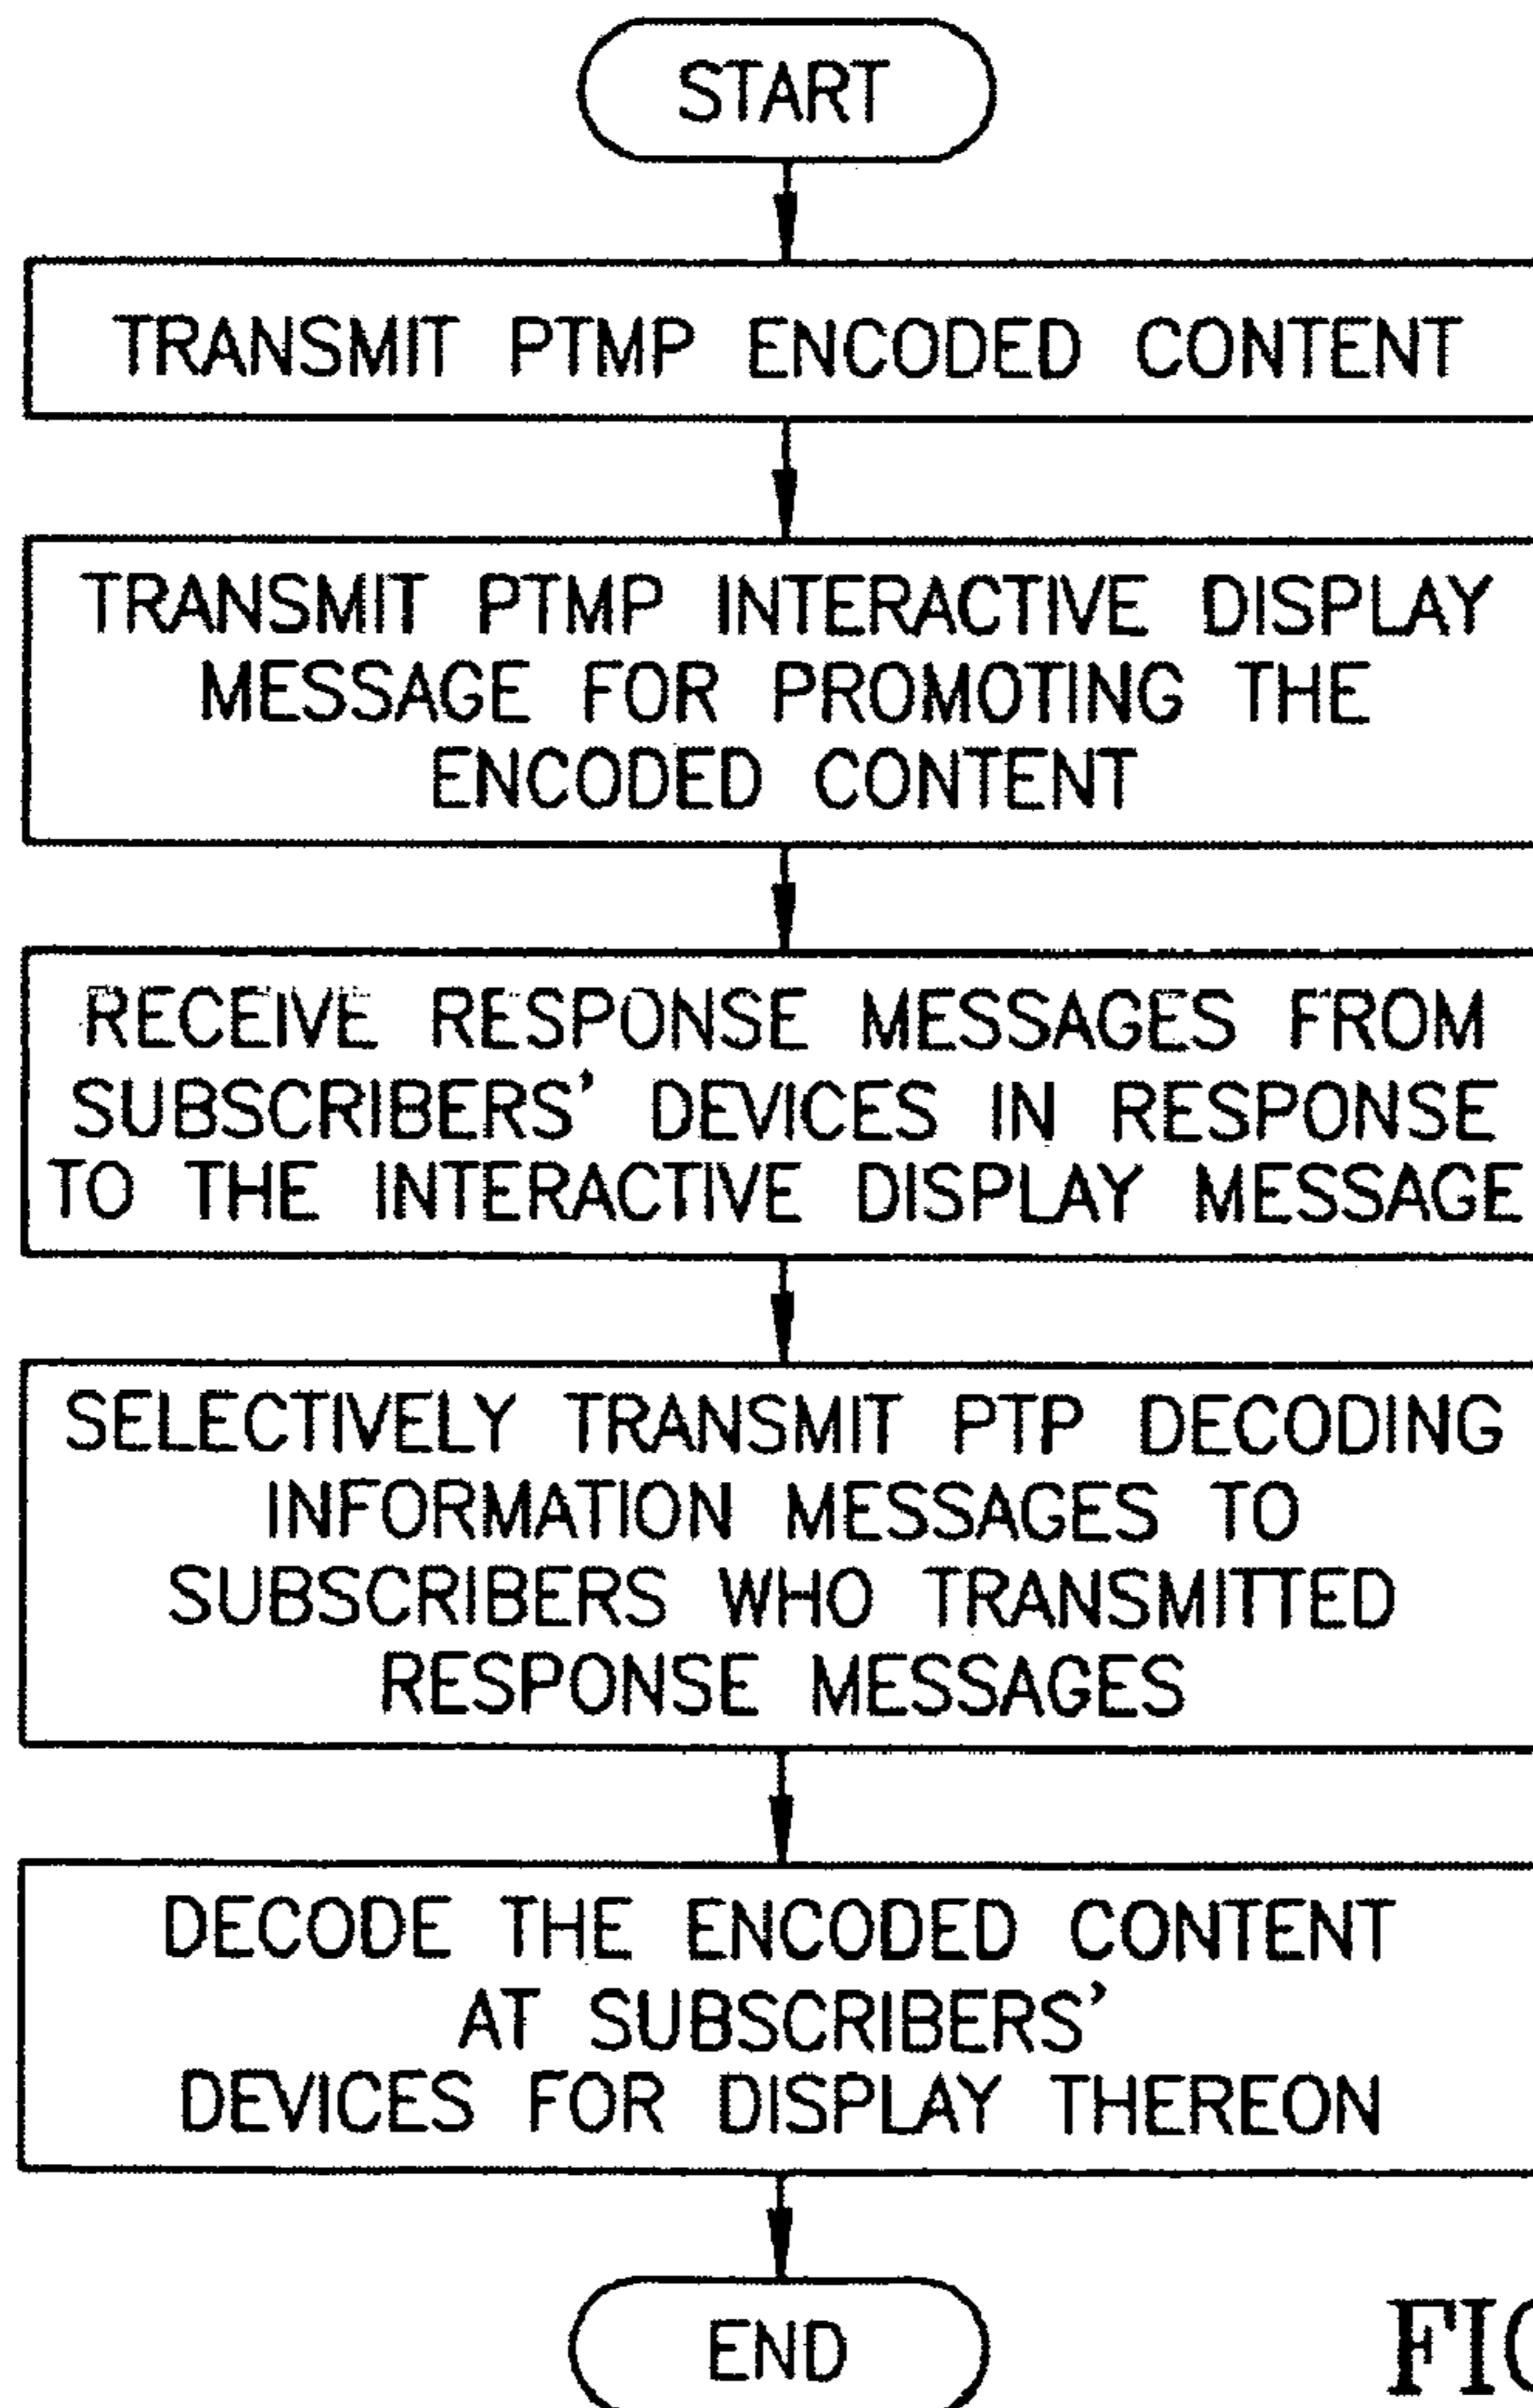 START
TRANSMIT PTMP ENCODED CONTENT
TRANSMIT PTMP INTERACTIVE DISPLAY
MESSAGE FOR PROMOTING THE
ENCODED CONTENT
RECEIVE RESPONSE MESSAGES FROM
SUBSCRIBERS' DEVICES IN RESPONSE
TO THE INTERACTIVE DISPLAY MESSAGE
SELECTIVELY TRANSMIT PTP DECODING
INFORMATION MESSAGES TO
SUBSCRIBERS WHO TRANSMITTED
RESPONSE MESSAGES
DECODE THE ENCODED CONTENT
AT SUBSCRIBERS'
DEVICES FOR DISPLAY THEREON
END